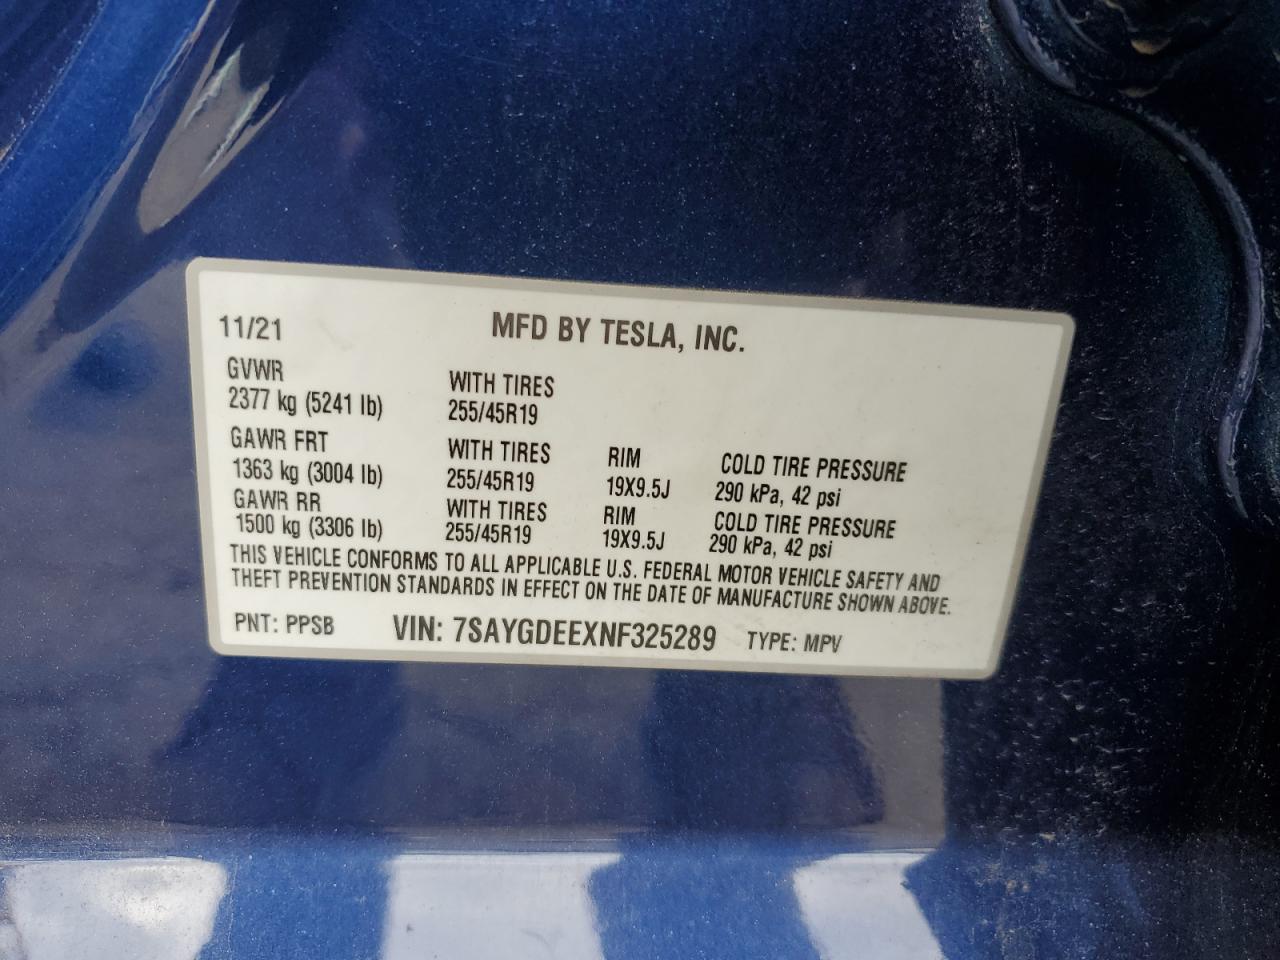 11/21 MFD BY TESLA, INC.
GVWR WITH TIRES
2377 kg (5241 lb) 255/45R19
GAWR FRT WITH TIRES RIM COLD TIRE PRESSURE
1363 kg (3004 lb) 255/45R19 19X9.5J 290 kPa, 42 psi
GAWR RR WITH TIRES RIM COLD TIRE PRESSURE
1500 kg (3306 lb) 255/45R19 19X9.5J 290 kPa, 42 psi
THIS VEHICLE CONFORMS TO ALL APPLICABLE U.S. FEDERAL MOTOR VEHICLE SAFETY AND
THEFT PREVENTION STANDARDS IN EFFECT ON THE DATE OF MANUFACTURE SHOWN ABOVE.
PNT: PPSB VIN: 7SAYGDEEXNF325289 TYPE: MPV